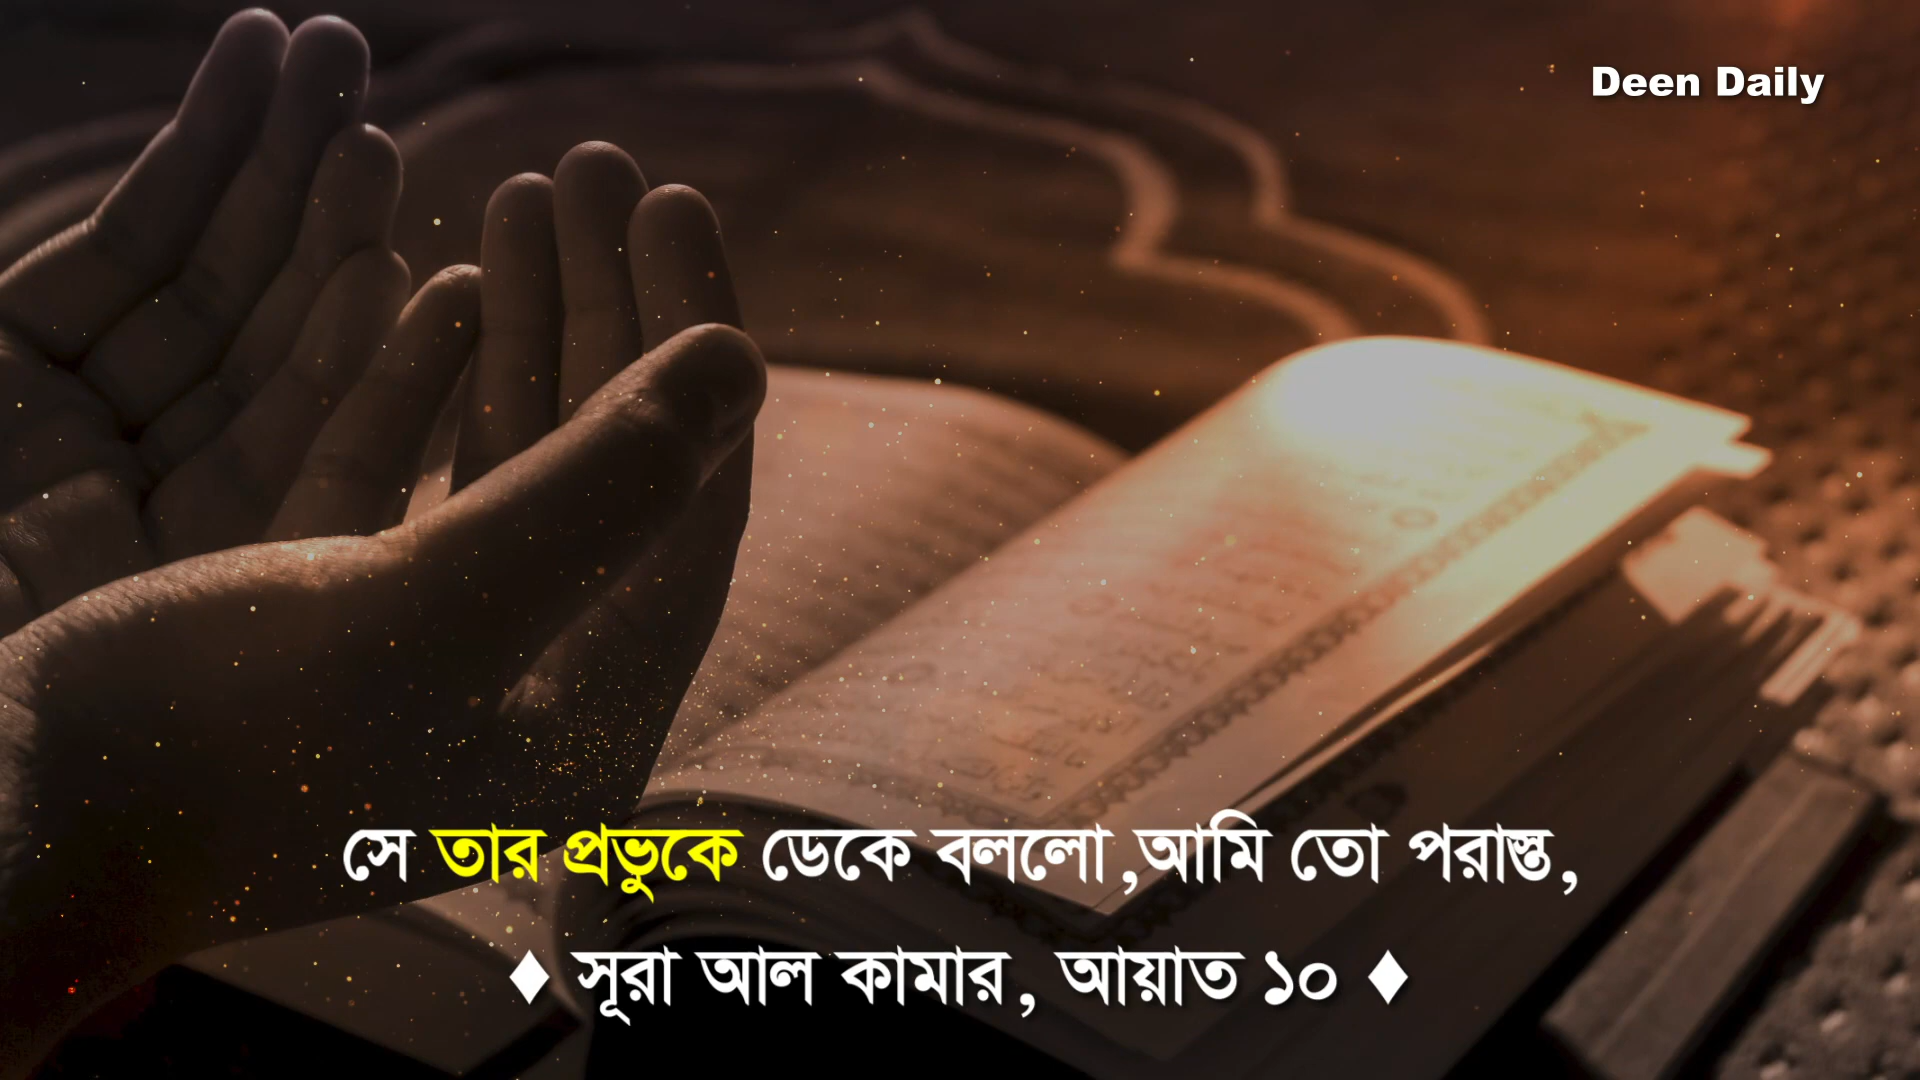 Deen Daily
সে তার প্রভুকে ডেকে বললো,আমি তো পরাস্ত,
♦ সূরা আল কামার, আয়াত ১০ ♦